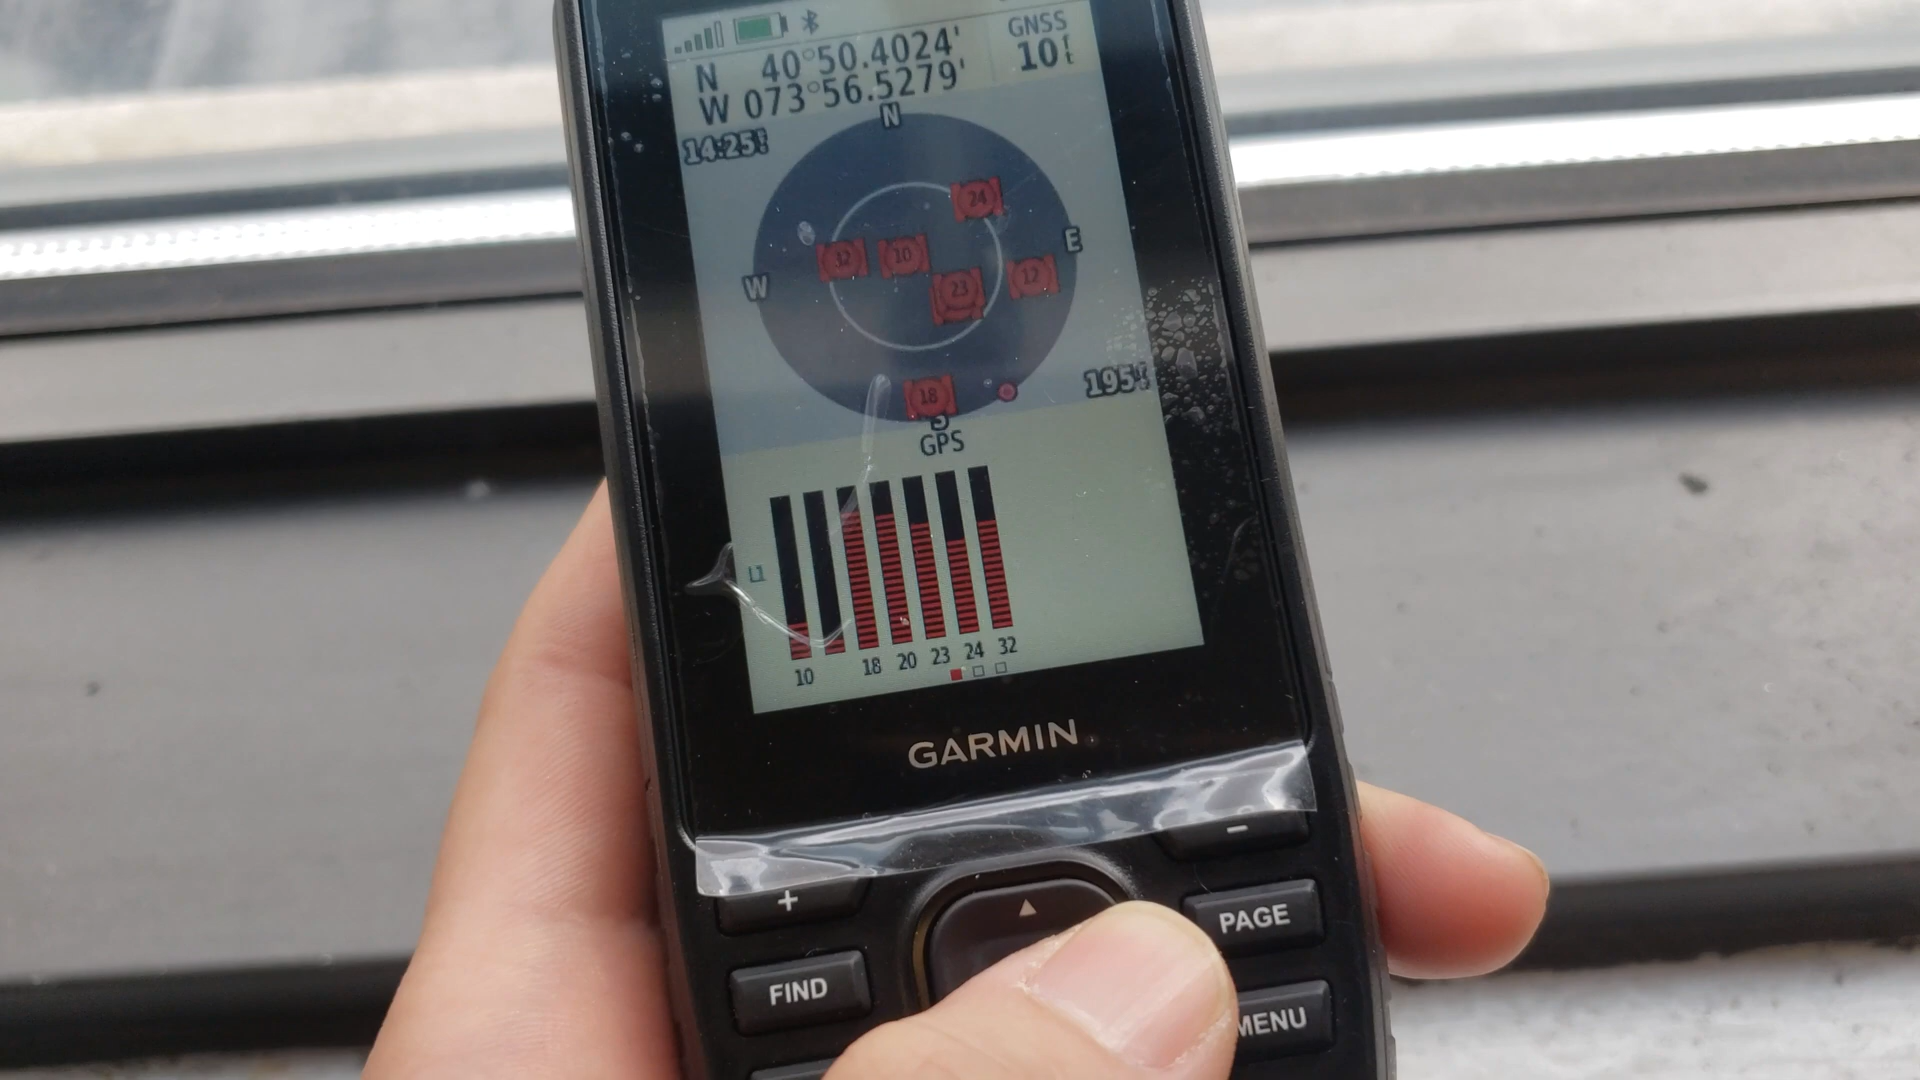 N 40°50.4024'
W 073°56.5279'
GNSS
10 ft
14:25
N
24
32
10
E
23
12
W
195
18
S
GPS
L1
10 18 20 23 24 32
GARMIN
+ −
PAGE
FIND
MENU